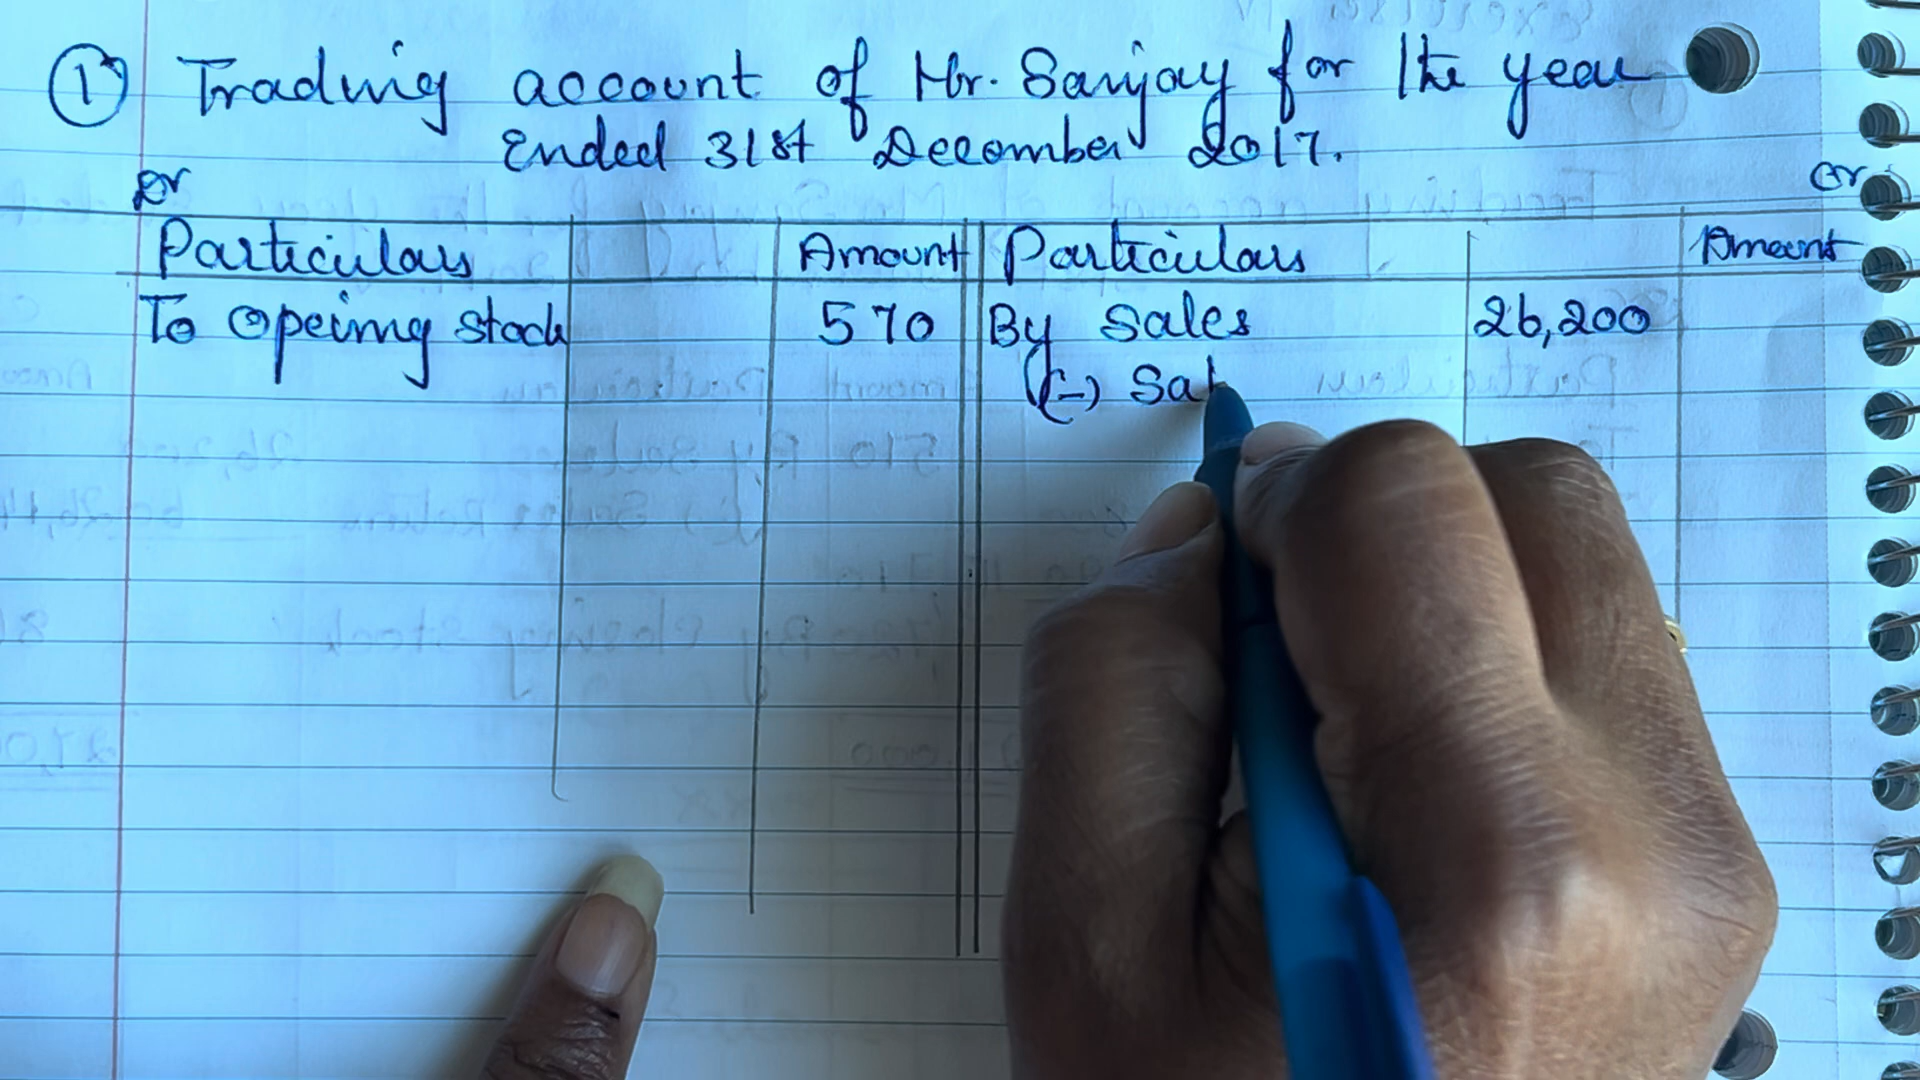 ① Trading account of Mr. Sanjay for the year
Ended 31st December 2017.
Dr Cr
Particulars Amount Particulars Amount
To Opeing stock 570 By Sales 26,200
(-) Sal